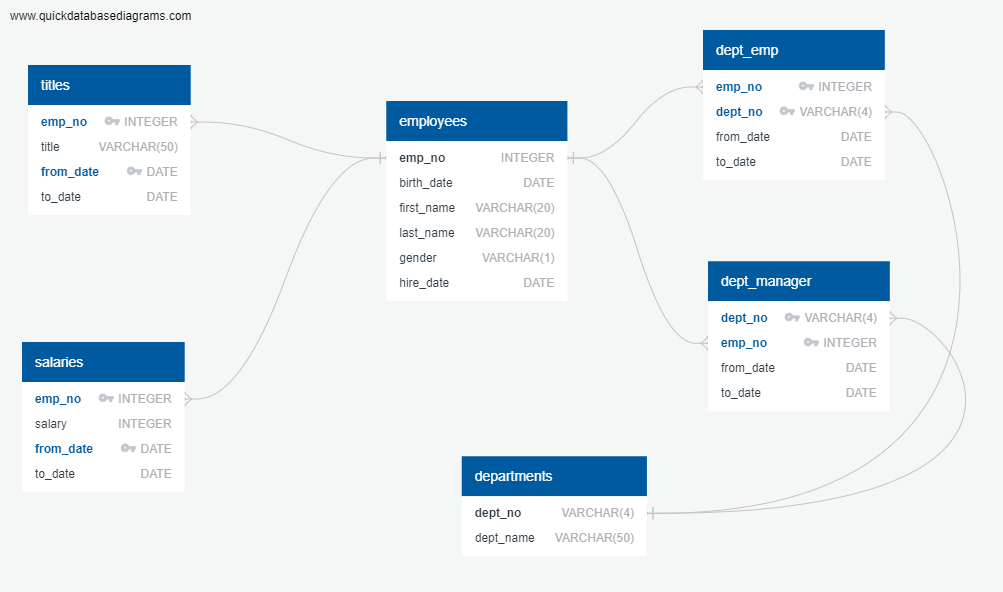 www.quickdatabasediagrams.com
titles
emp_no INTEGER
title VARCHAR(50)
from_date DATE
to_date DATE
salaries
emp_no INTEGER
salary INTEGER
from_date DATE
to_date DATE
employees
emp_no INTEGER
birth_date DATE
first_name VARCHAR(20)
last_name VARCHAR(20)
gender VARCHAR(1)
hire_date DATE
departments
dept_no VARCHAR(4)
dept_name VARCHAR(50)
dept_emp
emp_no INTEGER
dept_no VARCHAR(4)
from_date DATE
to_date DATE
dept_manager
dept_no VARCHAR(4)
emp_no INTEGER
from_date DATE
to_date DATE